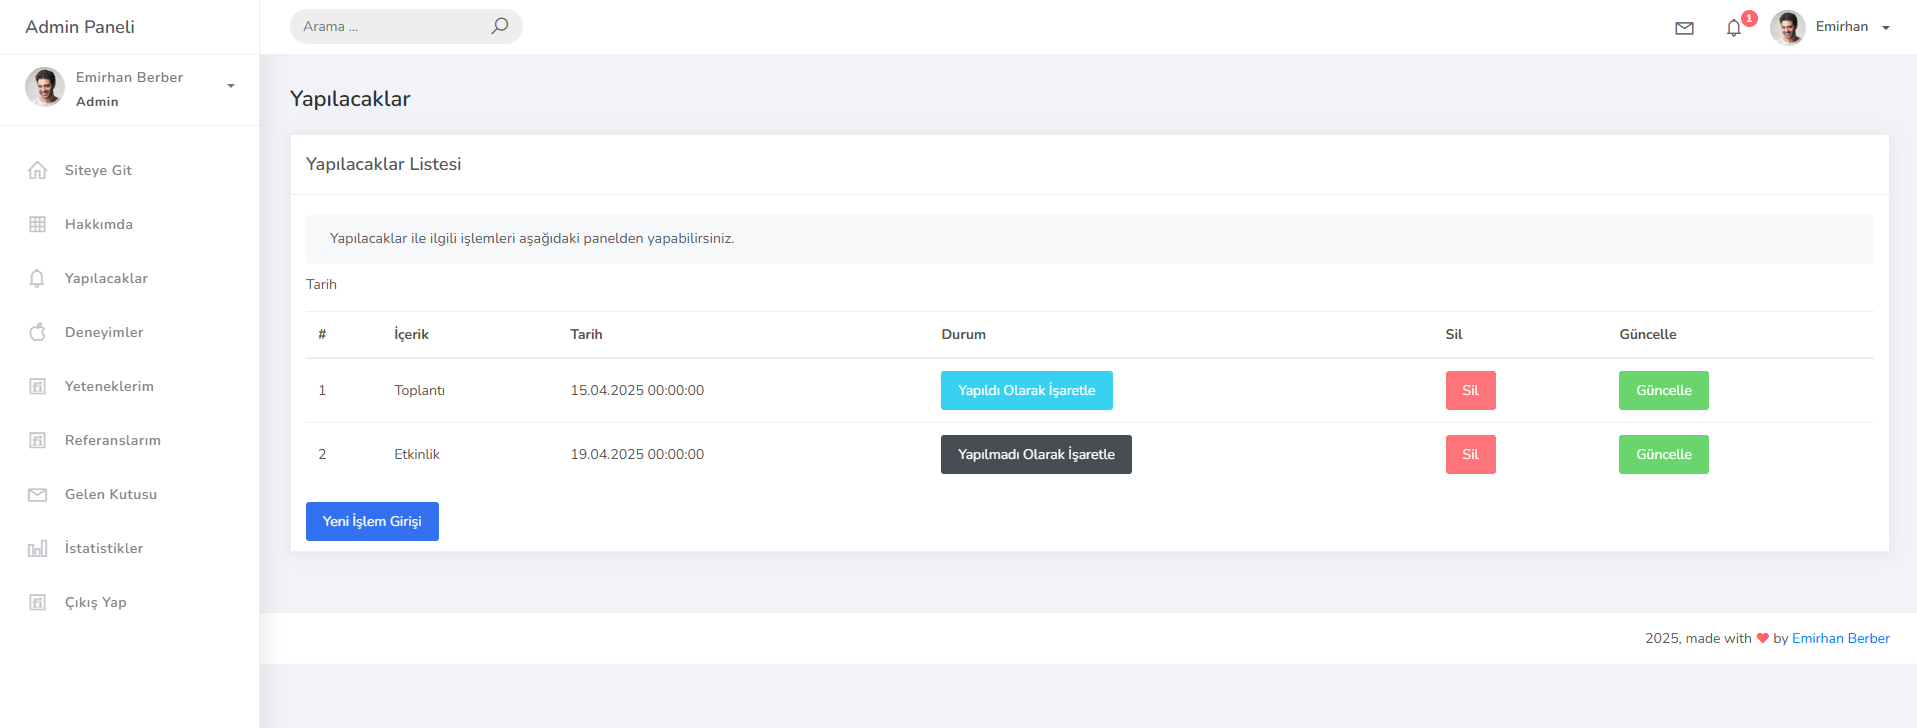 Admin Paneli
Arama ...
1
Emirhan
Emirhan Berber
Admin
Siteye Git
Hakkımda
Yapılacaklar
Deneyimler
Yeteneklerim
Referanslarım
Gelen Kutusu
İstatistikler
Çıkış Yap
Yapılacaklar
Yapılacaklar Listesi
Yapılacaklar ile ilgili işlemleri aşağıdaki panelden yapabilirsiniz.
Tarih
# İçerik Tarih Durum Sil Güncelle
1 Toplantı 15.04.2025 00:00:00 Yapıldı Olarak İşaretle Sil Güncelle
2 Etkinlik 19.04.2025 00:00:00 Yapılmadı Olarak İşaretle Sil Güncelle
Yeni İşlem Girişi
2025, made with ❤ by Emirhan Berber